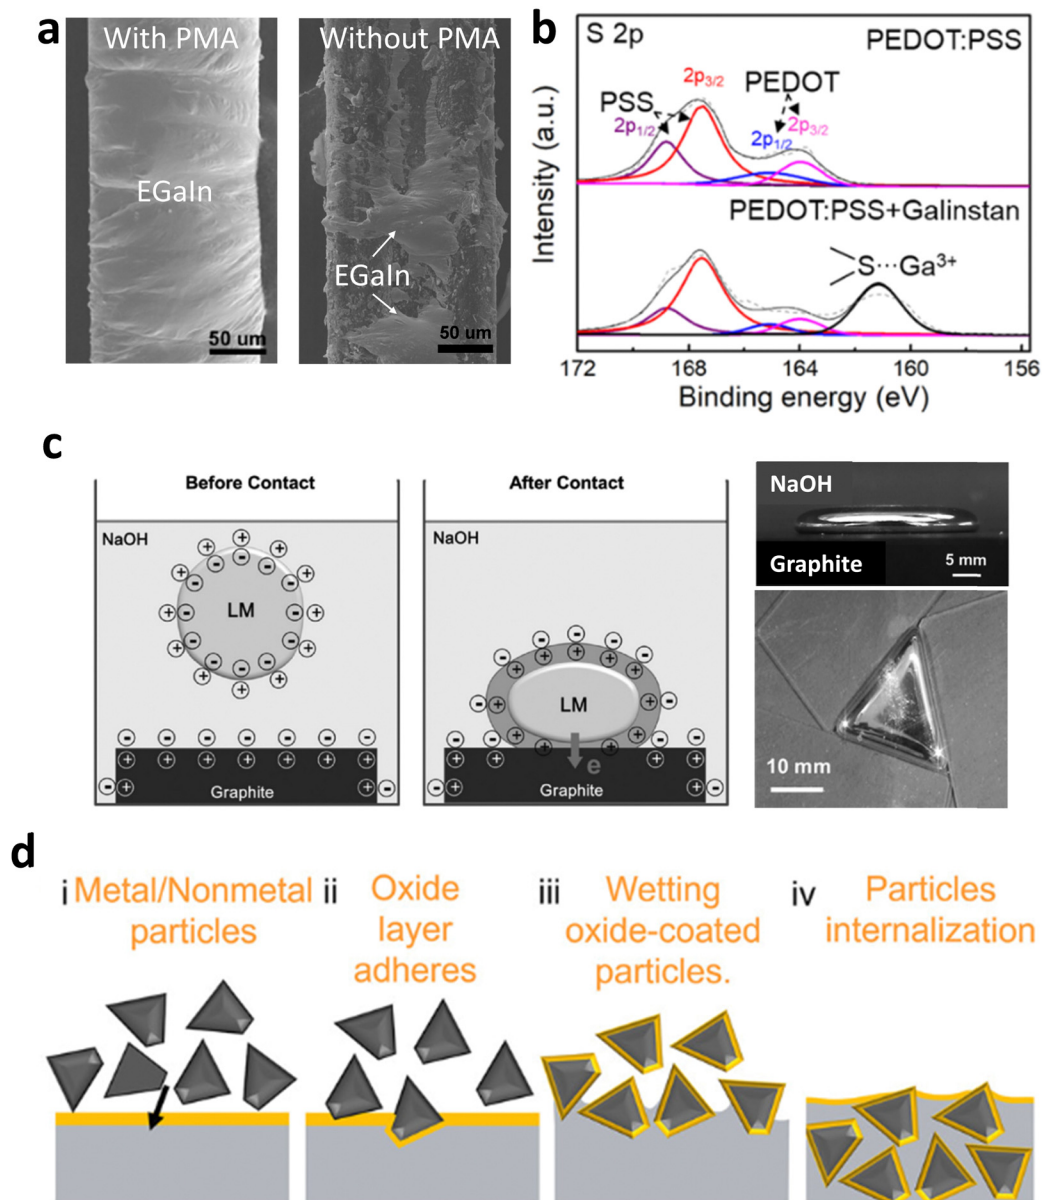 a
With PMA
EGaIn
50 um
Without PMA
EGaIn
50 um
b
S 2p
PEDOT:PSS
2p3/2
PEDOT
PSS
2p1/2
2p1/2
2p3/2
PEDOT:PSS+Galinstan
S···Ga³⁺
Intensity (a.u.)
172 168 164 160 156
Binding energy (eV)
c
Before Contact
NaOH
LM
Graphite
After Contact
NaOH
LM
e
Graphite
NaOH
Graphite
5 mm
10 mm
d
i Metal/Nonmetal
particles
ii Oxide
layer
adheres
iii Wetting
oxide-coated
particles.
iv Particles
internalization